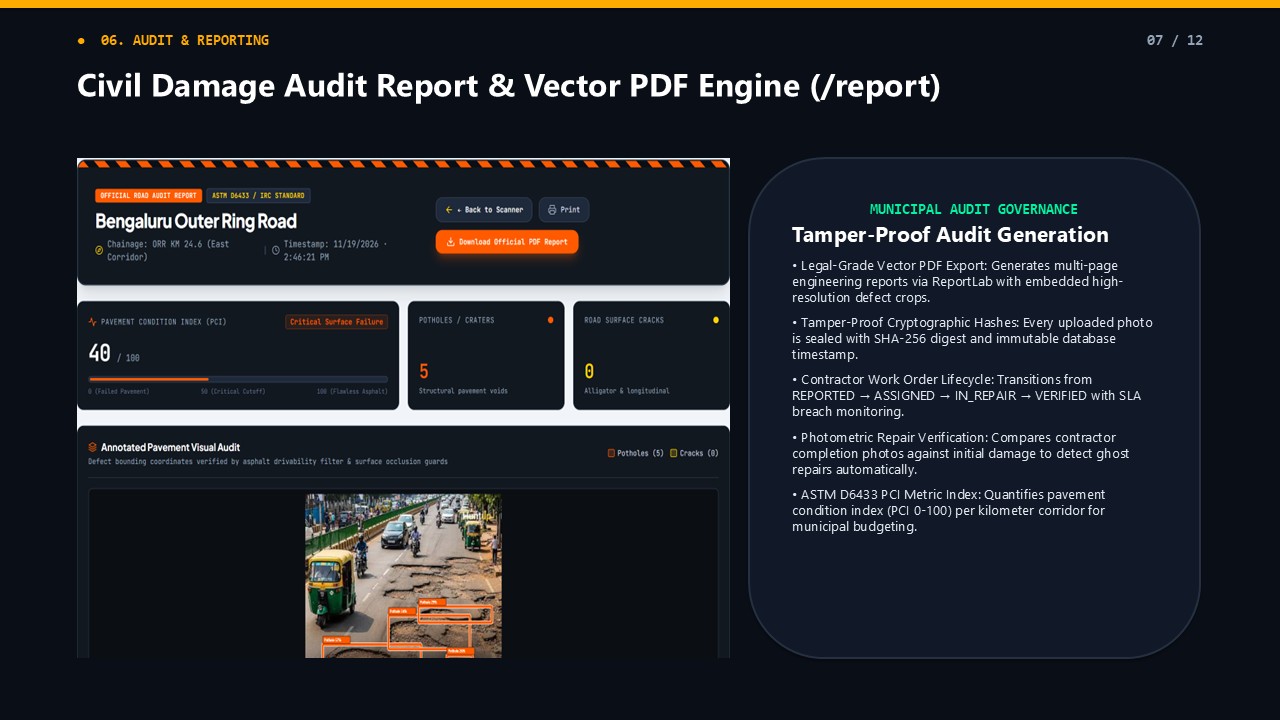 ● 06. AUDIT & REPORTING
07 / 12
Civil Damage Audit Report & Vector PDF Engine (/report)
OFFICIAL ROAD AUDIT REPORT
ASTM D6433 / IRC STANDARD
Bengaluru Outer Ring Road
Chainage: ORR KM 24.6 (East
Corridor)
| Timestamp: 11/19/2026 ·
2:46:21 PM
← Back to Scanner
Print
Download Official PDF Report
PAVEMENT CONDITION INDEX (PCI)
Critical Surface Failure
40 / 100
0 (Failed Pavement)
50 (Critical Cutoff)
100 (Flawless Asphalt)
POTHOLES / CRATERS
5
Structural pavement voids
ROAD SURFACE CRACKS
0
Alligator & longitudinal
Annotated Pavement Visual Audit
Defect bounding coordinates verified by asphalt drivability filter & surface occlusion guards
Potholes (5)
Cracks (0)
MUNICIPAL AUDIT GOVERNANCE
Tamper-Proof Audit Generation
• Legal-Grade Vector PDF Export: Generates multi-page
engineering reports via ReportLab with embedded high-
resolution defect crops.
• Tamper-Proof Cryptographic Hashes: Every uploaded photo
is sealed with SHA-256 digest and immutable database
timestamp.
• Contractor Work Order Lifecycle: Transitions from
REPORTED → ASSIGNED → IN_REPAIR → VERIFIED with SLA
breach monitoring.
• Photometric Repair Verification: Compares contractor
completion photos against initial damage to detect ghost
repairs automatically.
• ASTM D6433 PCI Metric Index: Quantifies pavement
condition index (PCI 0-100) per kilometer corridor for
municipal budgeting.